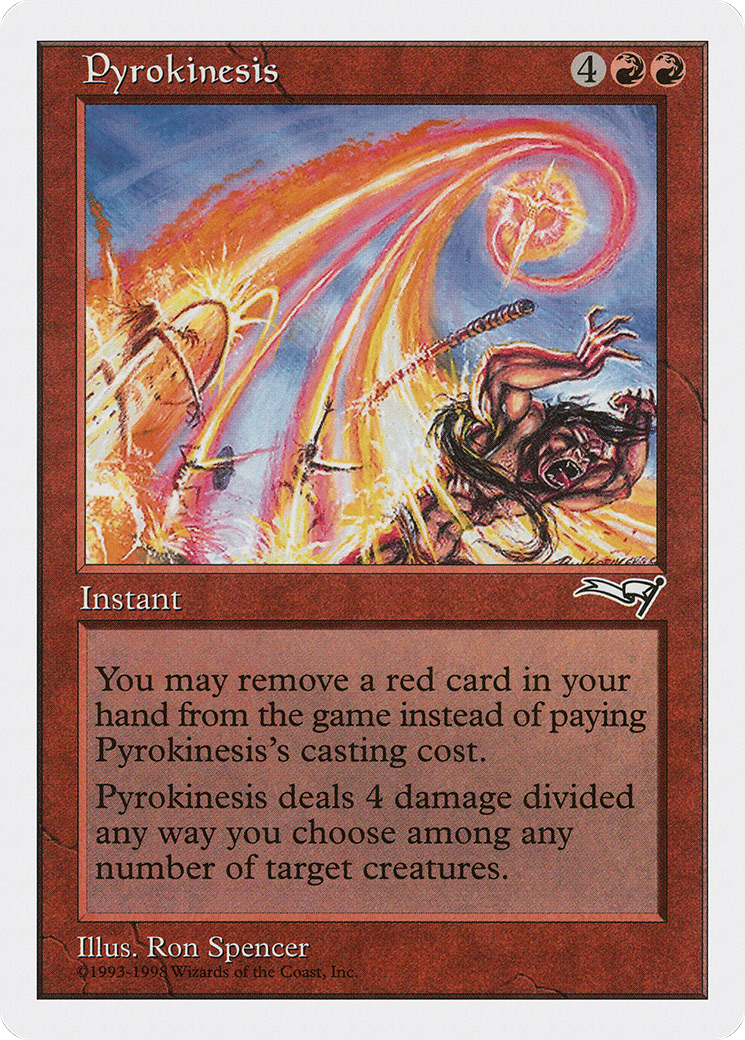 Pyrokinesis 4
Instant
You may remove a red card in your
hand from the game instead of paying
Pyrokinesis's casting cost.
Pyrokinesis deals 4 damage divided
any way you choose among any
number of target creatures.
Illus. Ron Spencer
©1993-1998 Wizards of the Coast, Inc.